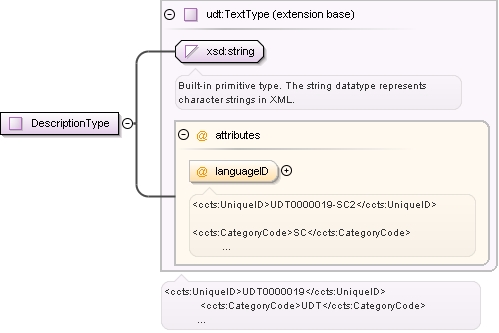 udt:TextType (extension base)
xsd:string
Built-in primitive type. The string datatype represents
character strings in XML.
DescriptionType
@ attributes
@ languageID
<ccts:UniqueID>UDT0000019-SC2</ccts:UniqueID>
<ccts:CategoryCode>SC</ccts:CategoryCode>
...
<ccts:UniqueID>UDT0000019</ccts:UniqueID>
<ccts:CategoryCode>UDT</ccts:CategoryCode>
...